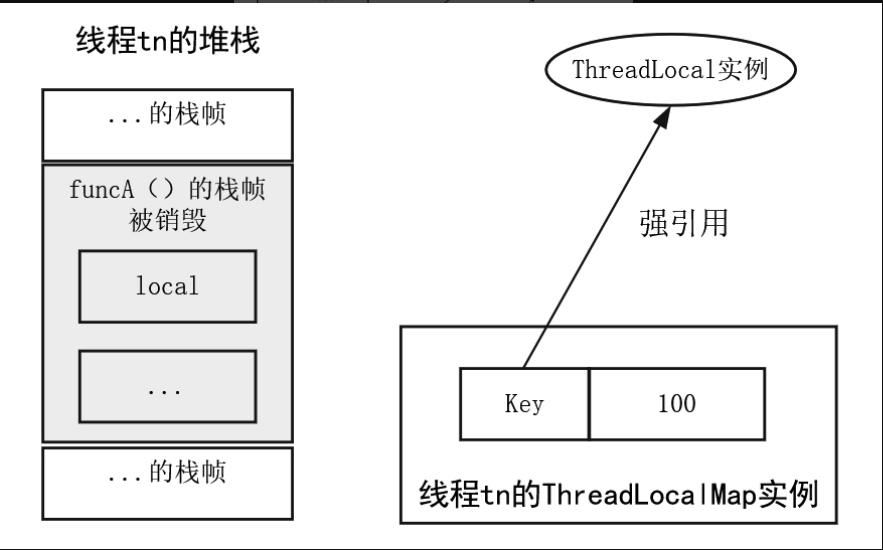 线程tn的堆栈
...的栈帧
funcA（）的栈帧
被销毁
local
...
...的栈帧
ThreadLocal实例
强引用
Key
100
线程tn的ThreadLocalMap实例